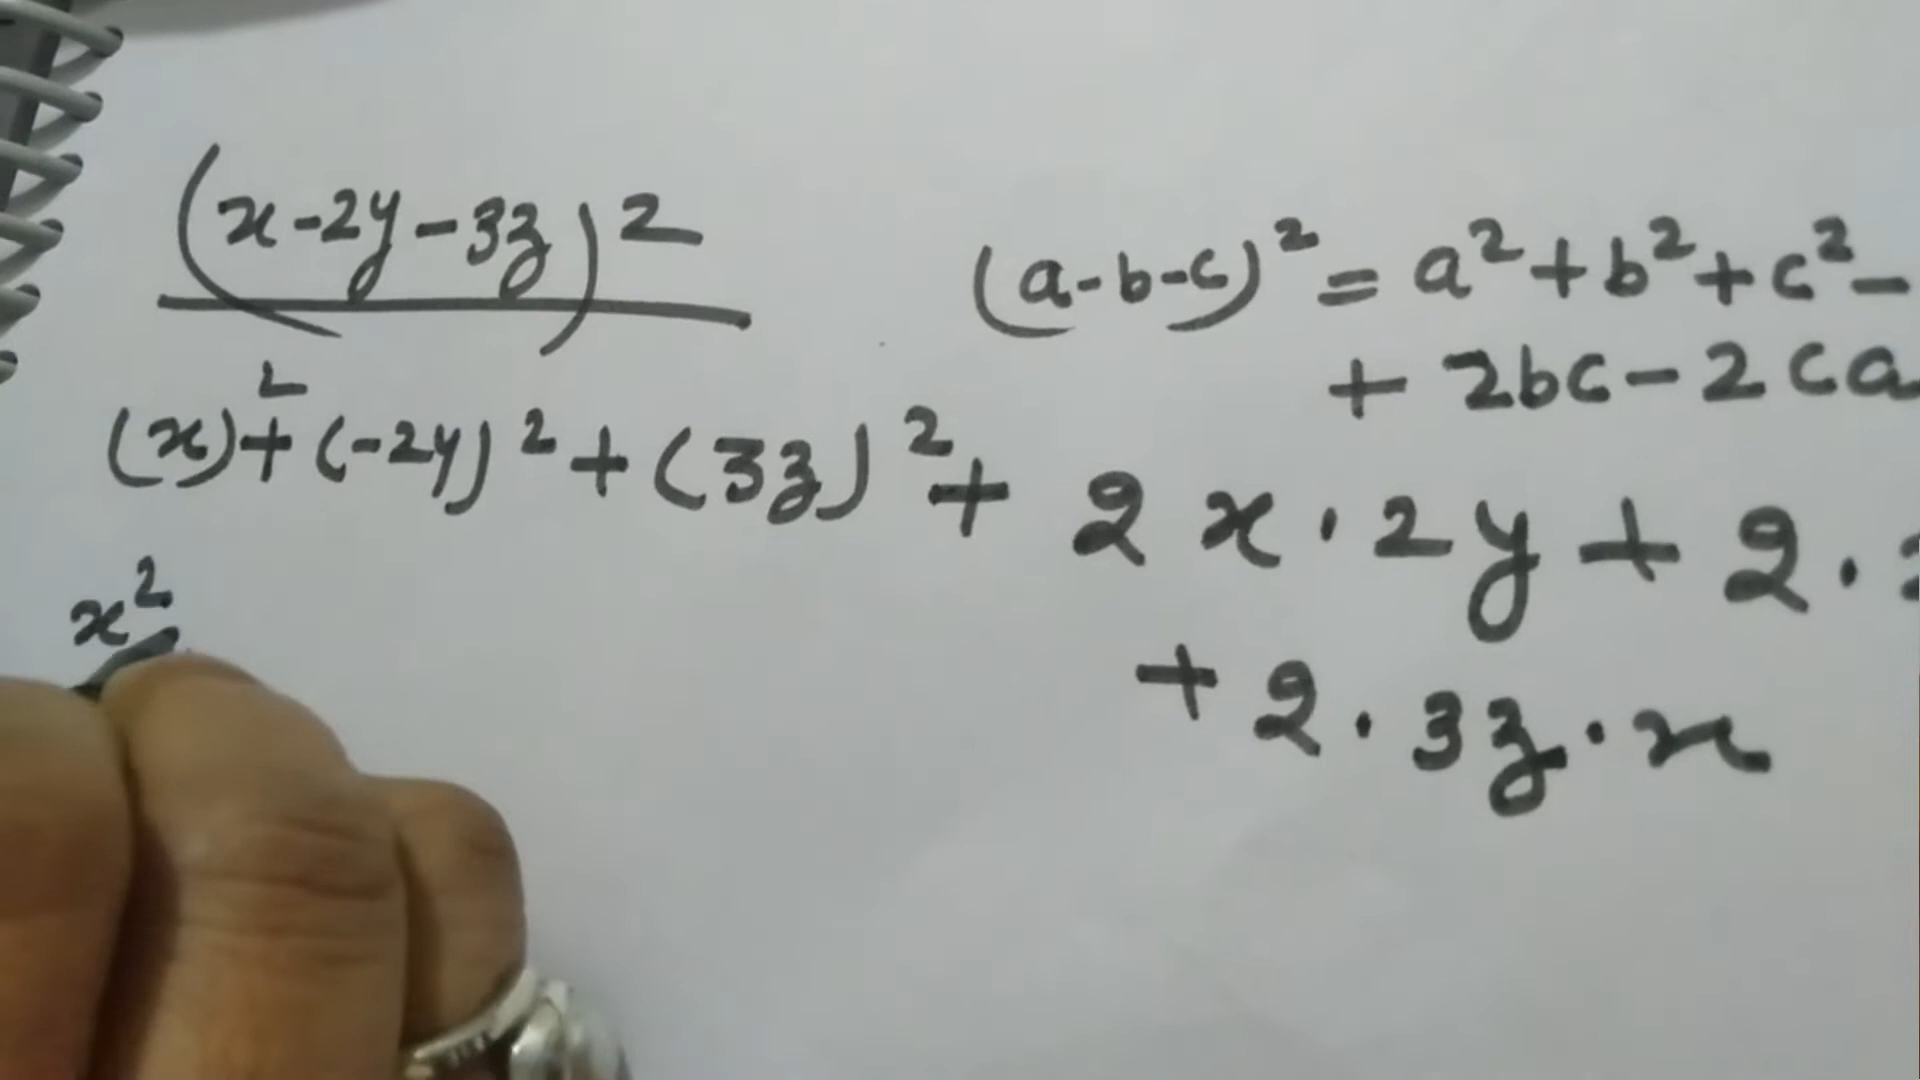 (x-2y-3z)²
(a-b-c)² = a²+b²+c²-
+ 2bc-2ca
(x)²+(-2y)²+(3z)²+ 2x·2y+2·
+2·3z·x
x²